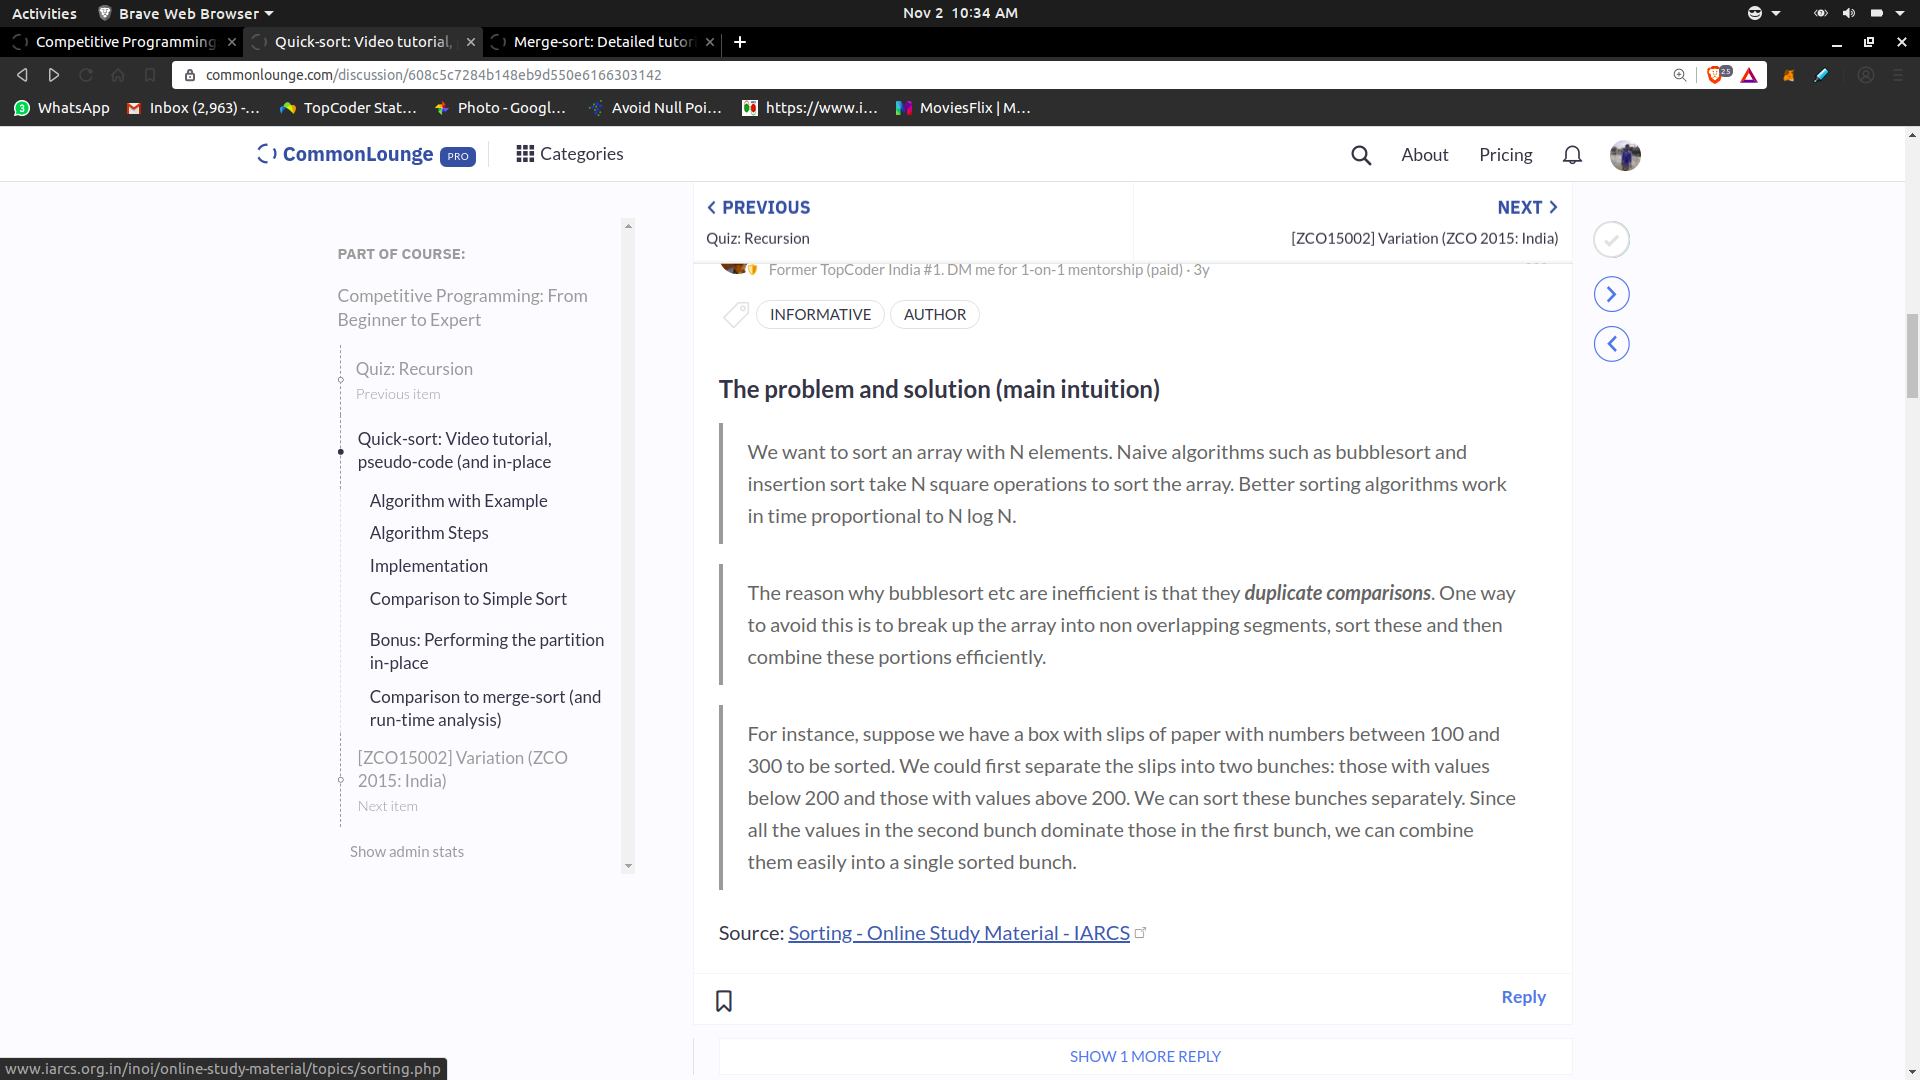 Activities
Brave Web Browser
Nov 2 10:34 AM
Competitive Programming
Quick-sort: Video tutorial,
Merge-sort: Detailed tutor
commonlounge.com/discussion/608c5c7284b148eb9d550e6166303142
25
WhatsApp
Inbox (2,963) -...
TopCoder Stat...
Photo - Googl...
Avoid Null Poi...
https://www.i...
MoviesFlix | M...
CommonLounge PRO
Categories
About
Pricing
PREVIOUS
Quiz: Recursion
NEXT
[ZCO15002] Variation (ZCO 2015: India)
PART OF COURSE:
Competitive Programming: From
Beginner to Expert
Quiz: Recursion
Previous item
Quick-sort: Video tutorial,
pseudo-code (and in-place
Algorithm with Example
Algorithm Steps
Implementation
Comparison to Simple Sort
Bonus: Performing the partition
in-place
Comparison to merge-sort (and
run-time analysis)
[ZCO15002] Variation (ZCO
2015: India)
Next item
Show admin stats
Former TopCoder India #1. DM me for 1-on-1 mentorship (paid) · 3y
INFORMATIVE
AUTHOR
The problem and solution (main intuition)
We want to sort an array with N elements. Naive algorithms such as bubblesort and
insertion sort take N square operations to sort the array. Better sorting algorithms work
in time proportional to N log N.
The reason why bubblesort etc are inefficient is that they duplicate comparisons. One way
to avoid this is to break up the array into non overlapping segments, sort these and then
combine these portions efficiently.
For instance, suppose we have a box with slips of paper with numbers between 100 and
300 to be sorted. We could first separate the slips into two bunches: those with values
below 200 and those with values above 200. We can sort these bunches separately. Since
all the values in the second bunch dominate those in the first bunch, we can combine
them easily into a single sorted bunch.
Source: Sorting - Online Study Material - IARCS
Reply
SHOW 1 MORE REPLY
www.iarcs.org.in/inoi/online-study-material/topics/sorting.php